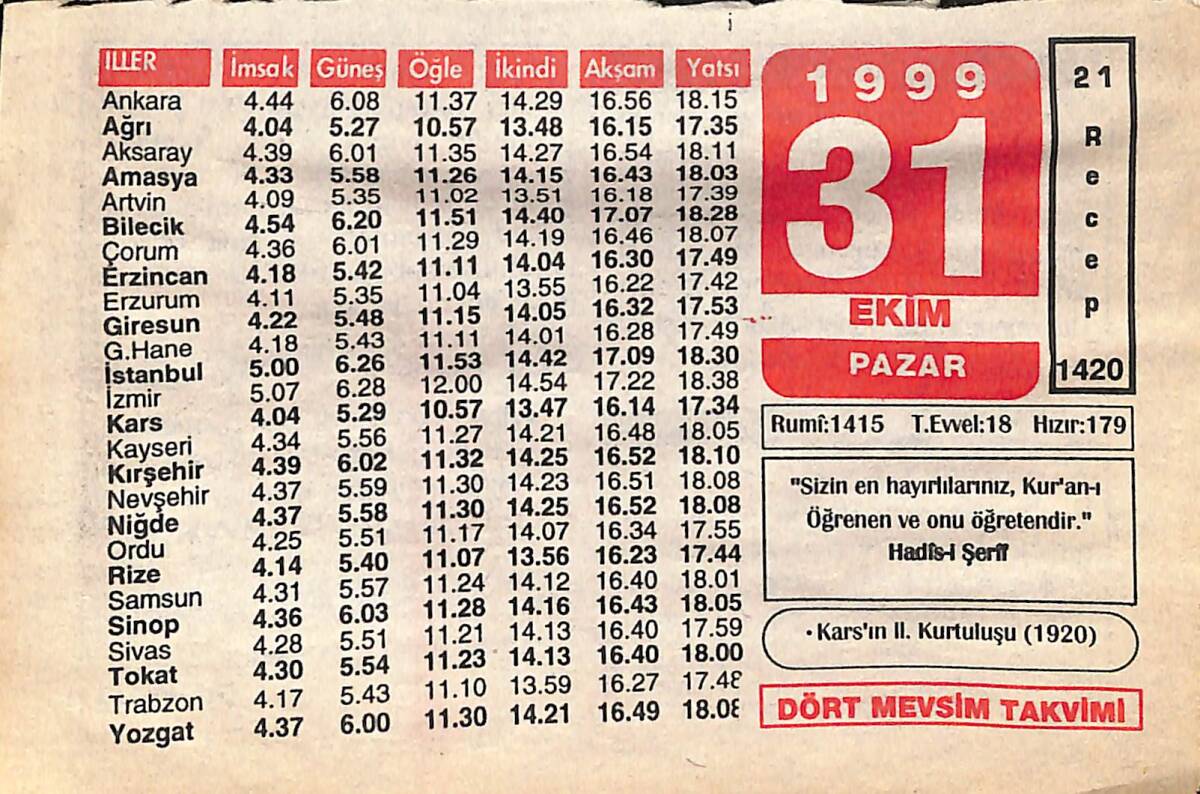 İLLER İmsak Güneş Öğle İkindi Akşam Yatsı
Ankara 4.44 6.08 11.37 14.29 16.56 18.15
Ağrı 4.04 5.27 10.57 13.48 16.15 17.35
Aksaray 4.39 6.01 11.35 14.27 16.54 18.11
Amasya 4.33 5.58 11.26 14.15 16.43 18.03
Artvin 4.09 5.35 11.02 13.51 16.18 17.39
Bilecik 4.54 6.20 11.51 14.40 17.07 18.28
Çorum 4.36 6.01 11.29 14.19 16.46 18.07
Erzincan 4.18 5.42 11.11 14.04 16.30 17.49
Erzurum 4.11 5.35 11.04 13.55 16.22 17.42
Giresun 4.22 5.48 11.15 14.05 16.32 17.53
G.Hane 4.18 5.43 11.11 14.01 16.28 17.49
İstanbul 5.00 6.26 11.53 14.42 17.09 18.30
İzmir 5.07 6.28 12.00 14.54 17.22 18.38
Kars 4.04 5.29 10.57 13.47 16.14 17.34
Kayseri 4.34 5.56 11.27 14.21 16.48 18.05
Kırşehir 4.39 6.02 11.32 14.25 16.52 18.10
Nevşehir 4.37 5.59 11.30 14.23 16.51 18.08
Niğde 4.37 5.58 11.30 14.25 16.52 18.08
Ordu 4.25 5.51 11.17 14.07 16.34 17.55
Rize 4.14 5.40 11.07 13.56 16.23 17.44
Samsun 4.31 5.57 11.24 14.12 16.40 18.01
Sinop 4.36 6.03 11.28 14.16 16.43 18.05
Sivas 4.28 5.51 11.21 14.13 16.40 17.59
Tokat 4.30 5.54 11.23 14.13 16.40 18.00
Trabzon 4.17 5.43 11.10 13.59 16.27 17.48
Yozgat 4.37 6.00 11.30 14.21 16.49 18.08
1999
31
EKİM
PAZAR
21
Recep
1420
Rumî:1415 T.Evvel:18 Hızır:179
"Sizin en hayırlılarınız, Kur'an-ı
Öğrenen ve onu öğretendir."
Hadîs-i Şerîf
• Kars'ın II. Kurtuluşu (1920)
DÖRT MEVSİM TAKVİMİ